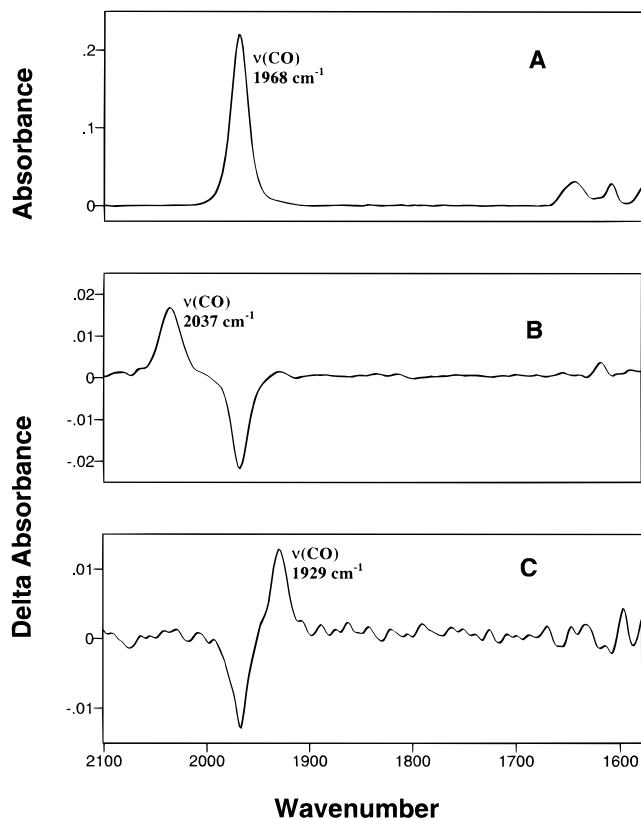 Absorbance
.2
.1
0
ν(CO)
1968 cm⁻¹
A
Delta Absorbance
.02
.01
0
-.01
-.02
ν(CO)
2037 cm⁻¹
B
.01
0
-.01
ν(CO)
1929 cm⁻¹
C
2100 2000 1900 1800 1700 1600
Wavenumber